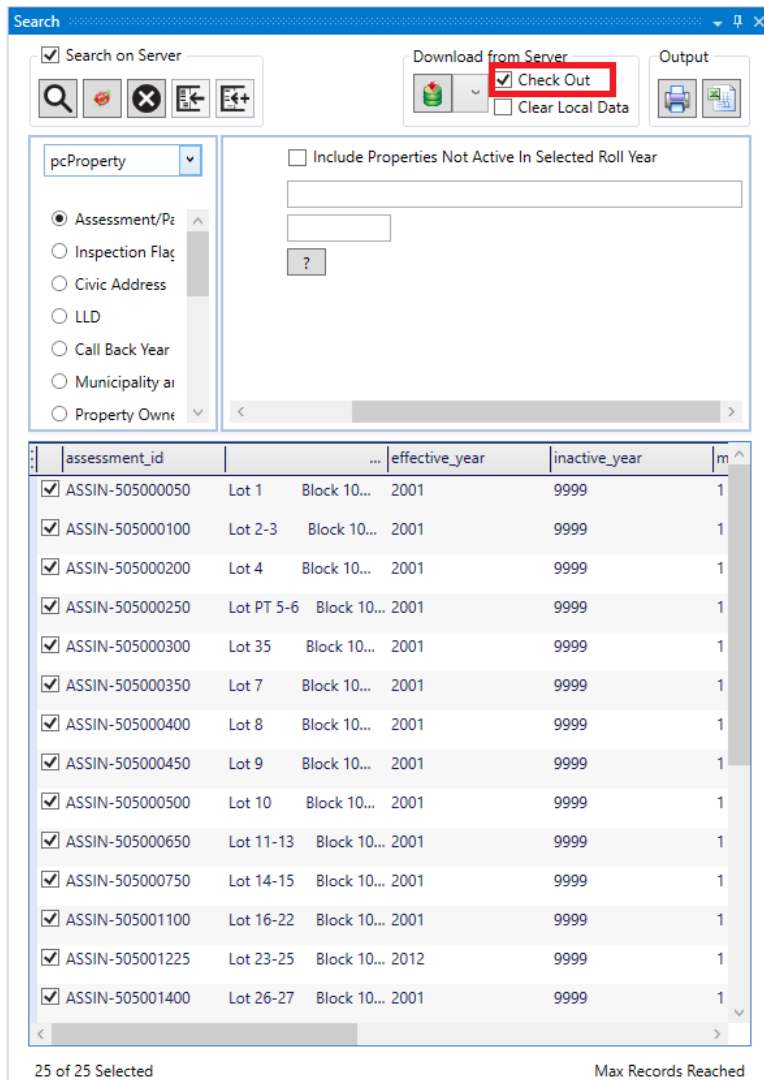 Search
Search on Server
Download from Server
Output
Check Out
Clear Local Data
pcProperty
Include Properties Not Active In Selected Roll Year
Assessment/Pa
Inspection Flag
?
Civic Address
LLD
Call Back Year
Municipality ar
Property Owne
assessment_id ... effective_year inactive_year m
ASSIN-505000050 Lot 1 Block 10... 2001 9999 1
ASSIN-505000100 Lot 2-3 Block 10... 2001 9999 1
ASSIN-505000200 Lot 4 Block 10... 2001 9999 1
ASSIN-505000250 Lot PT 5-6 Block 10... 2001 9999 1
ASSIN-505000300 Lot 35 Block 10... 2001 9999 1
ASSIN-505000350 Lot 7 Block 10... 2001 9999 1
ASSIN-505000400 Lot 8 Block 10... 2001 9999 1
ASSIN-505000450 Lot 9 Block 10... 2001 9999 1
ASSIN-505000500 Lot 10 Block 10... 2001 9999 1
ASSIN-505000650 Lot 11-13 Block 10... 2001 9999 1
ASSIN-505000750 Lot 14-15 Block 10... 2001 9999 1
ASSIN-505001100 Lot 16-22 Block 10... 2001 9999 1
ASSIN-505001225 Lot 23-25 Block 10... 2012 9999 1
ASSIN-505001400 Lot 26-27 Block 10... 2001 9999 1
25 of 25 Selected Max Records Reached